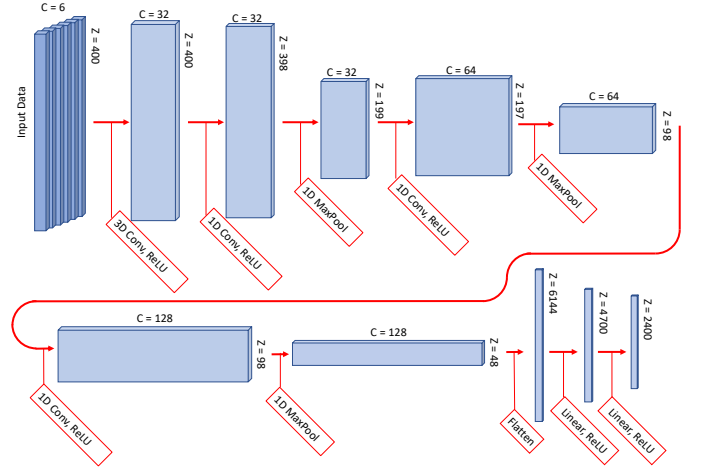 C = 6
Z = 400
Input Data
3D Conv, ReLU
C = 32
Z = 400
1D Conv, ReLU
C = 32
Z = 398
1D MaxPool
C = 32
Z = 199
1D Conv, ReLU
C = 64
Z = 197
1D MaxPool
C = 64
Z = 98
1D Conv, ReLU
C = 128
Z = 98
1D MaxPool
C = 128
Z = 48
Flatten
Z = 6144
Linear, ReLU
Z = 4700
Linear, ReLU
Z = 2400